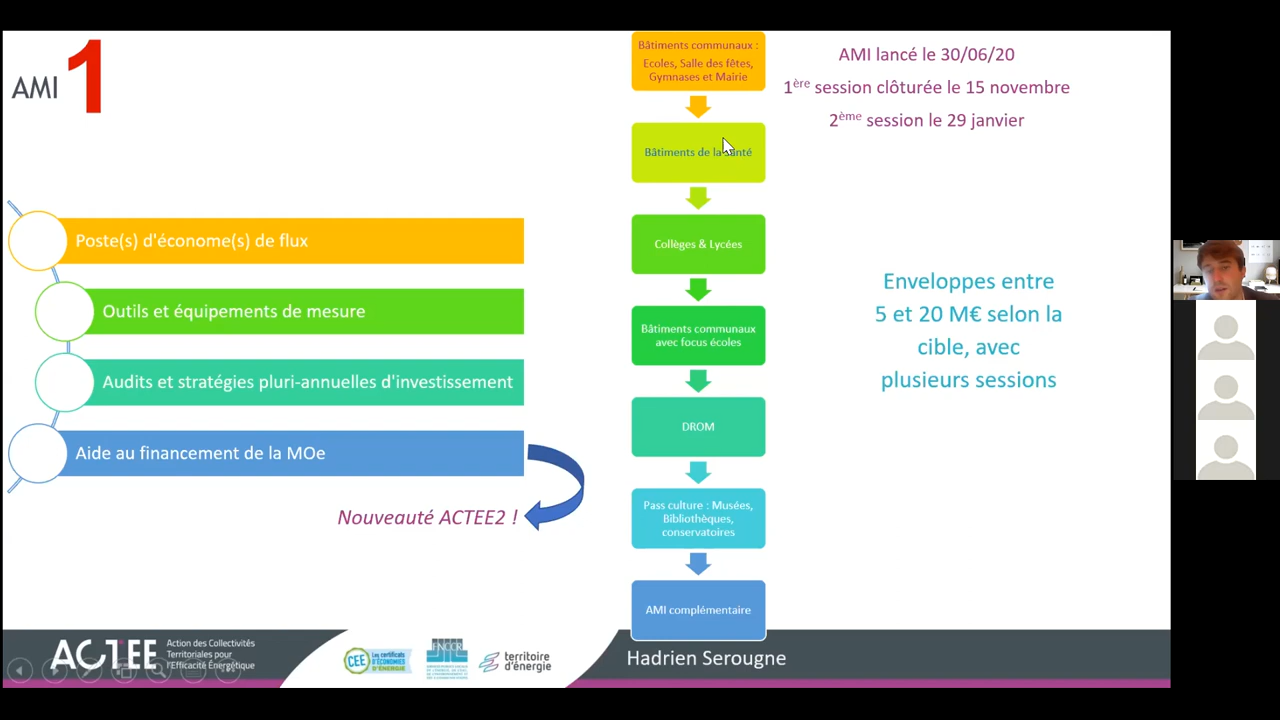 AMI 1
Poste(s) d'économe(s) de flux
Outils et équipements de mesure
Audits et stratégies pluri-annuelles d'investissement
Aide au financement de la MOe
Nouveauté ACTEE2 !
Bâtiments communaux :
Ecoles, Salle des fêtes,
Gymnases et Mairie
Bâtiments de la santé
Collèges & Lycées
Bâtiments communaux
avec focus écoles
DROM
Pass culture : Musées,
Bibliothèques,
conservatoires
AMI complémentaire
AMI lancé le 30/06/20
1ère session clôturée le 15 novembre
2ème session le 29 janvier
Enveloppes entre
5 et 20 M€ selon la
cible, avec
plusieurs sessions
ACTEE
Action des Collectivités
Territoriales pour
l'Efficacité Énergétique
CEE Les certificats
D'ÉCONOMIES
D'ÉNERGIE
FNCCR
territoire
d'énergie
Hadrien Serougne